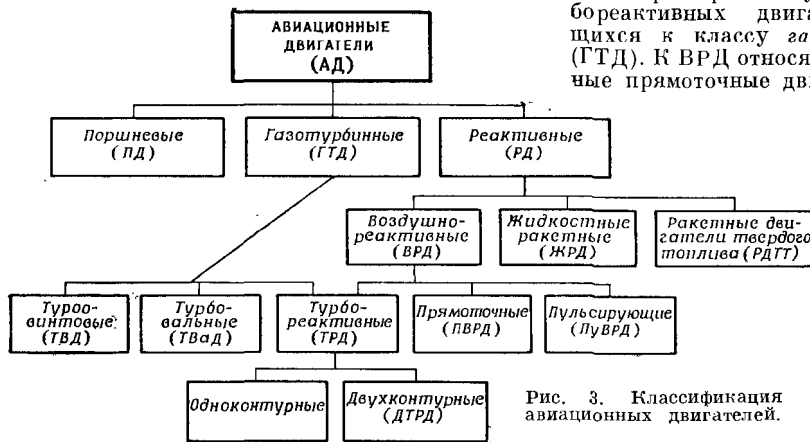 бореактивных двига
щихся к классу га
(ГТД). К ВРД относя
ные прямоточные дви
АВИАЦИОННЫЕ
ДВИГАТЕЛИ
(АД)
Поршневые
(ПД)
Газотурбинные
(ГТД)
Реактивные
(РД)
Воздушно-
реактивные
(ВРД)
Жидкостные
ракетные
(ЖРД)
Ракетные дви-
гатели твердого
топлива (РДТТ)
Турбо-
винтовые
(ТВД)
Турбо-
вальные
(ТВаД)
Турбо-
реактивные
(ТРД)
Прямоточные
(ПВРД)
Пульсирующие
(ПуВРД)
Одноконтурные
Двухконтурные
(ДТРД)
Рис. 3. Классификация
авиационных двигателей.